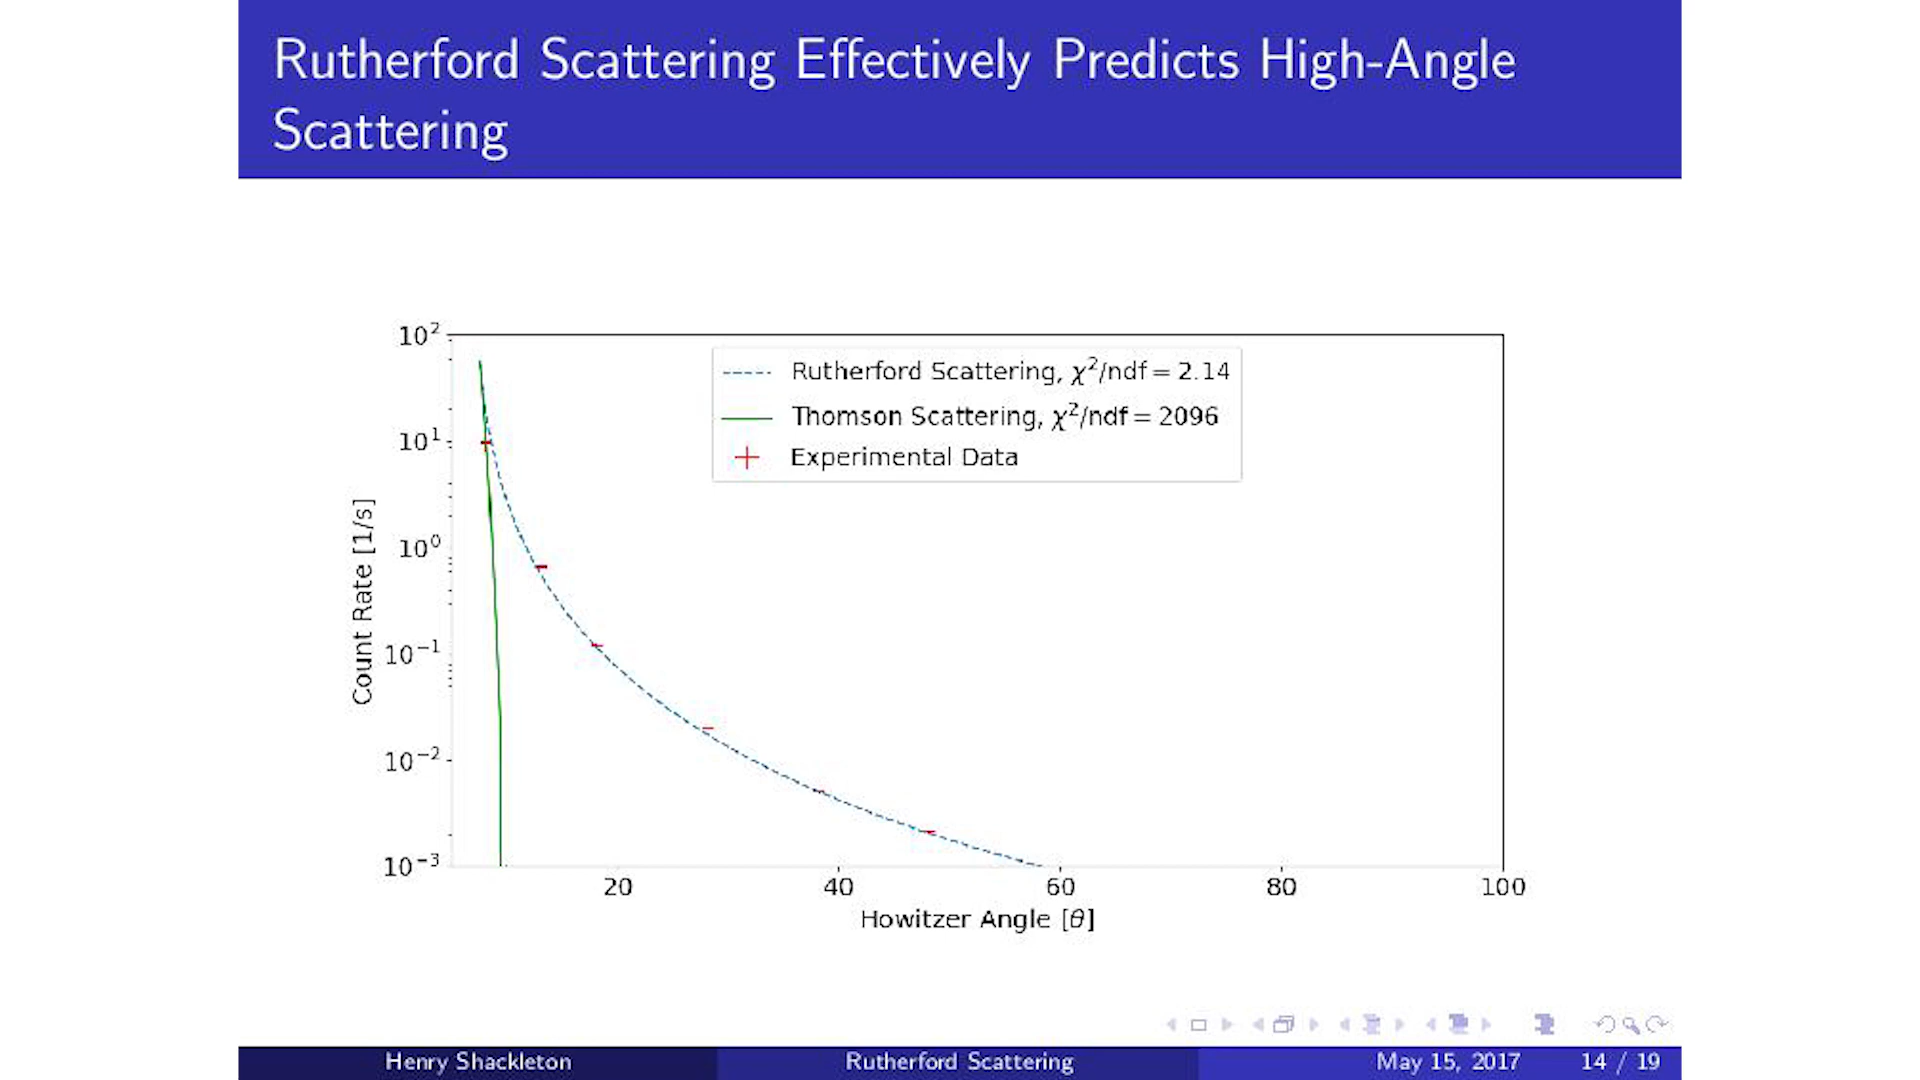 Rutherford Scattering Effectively Predicts High-Angle
Scattering
10²
10¹
10⁰
10⁻¹
10⁻²
10⁻³
Count Rate [1/s]
Rutherford Scattering, χ²/ndf = 2.14
Thomson Scattering, χ²/ndf = 2096
Experimental Data
20 40 60 80 100
Howitzer Angle [θ]
Henry Shackleton Rutherford Scattering May 15, 2017 14 / 19